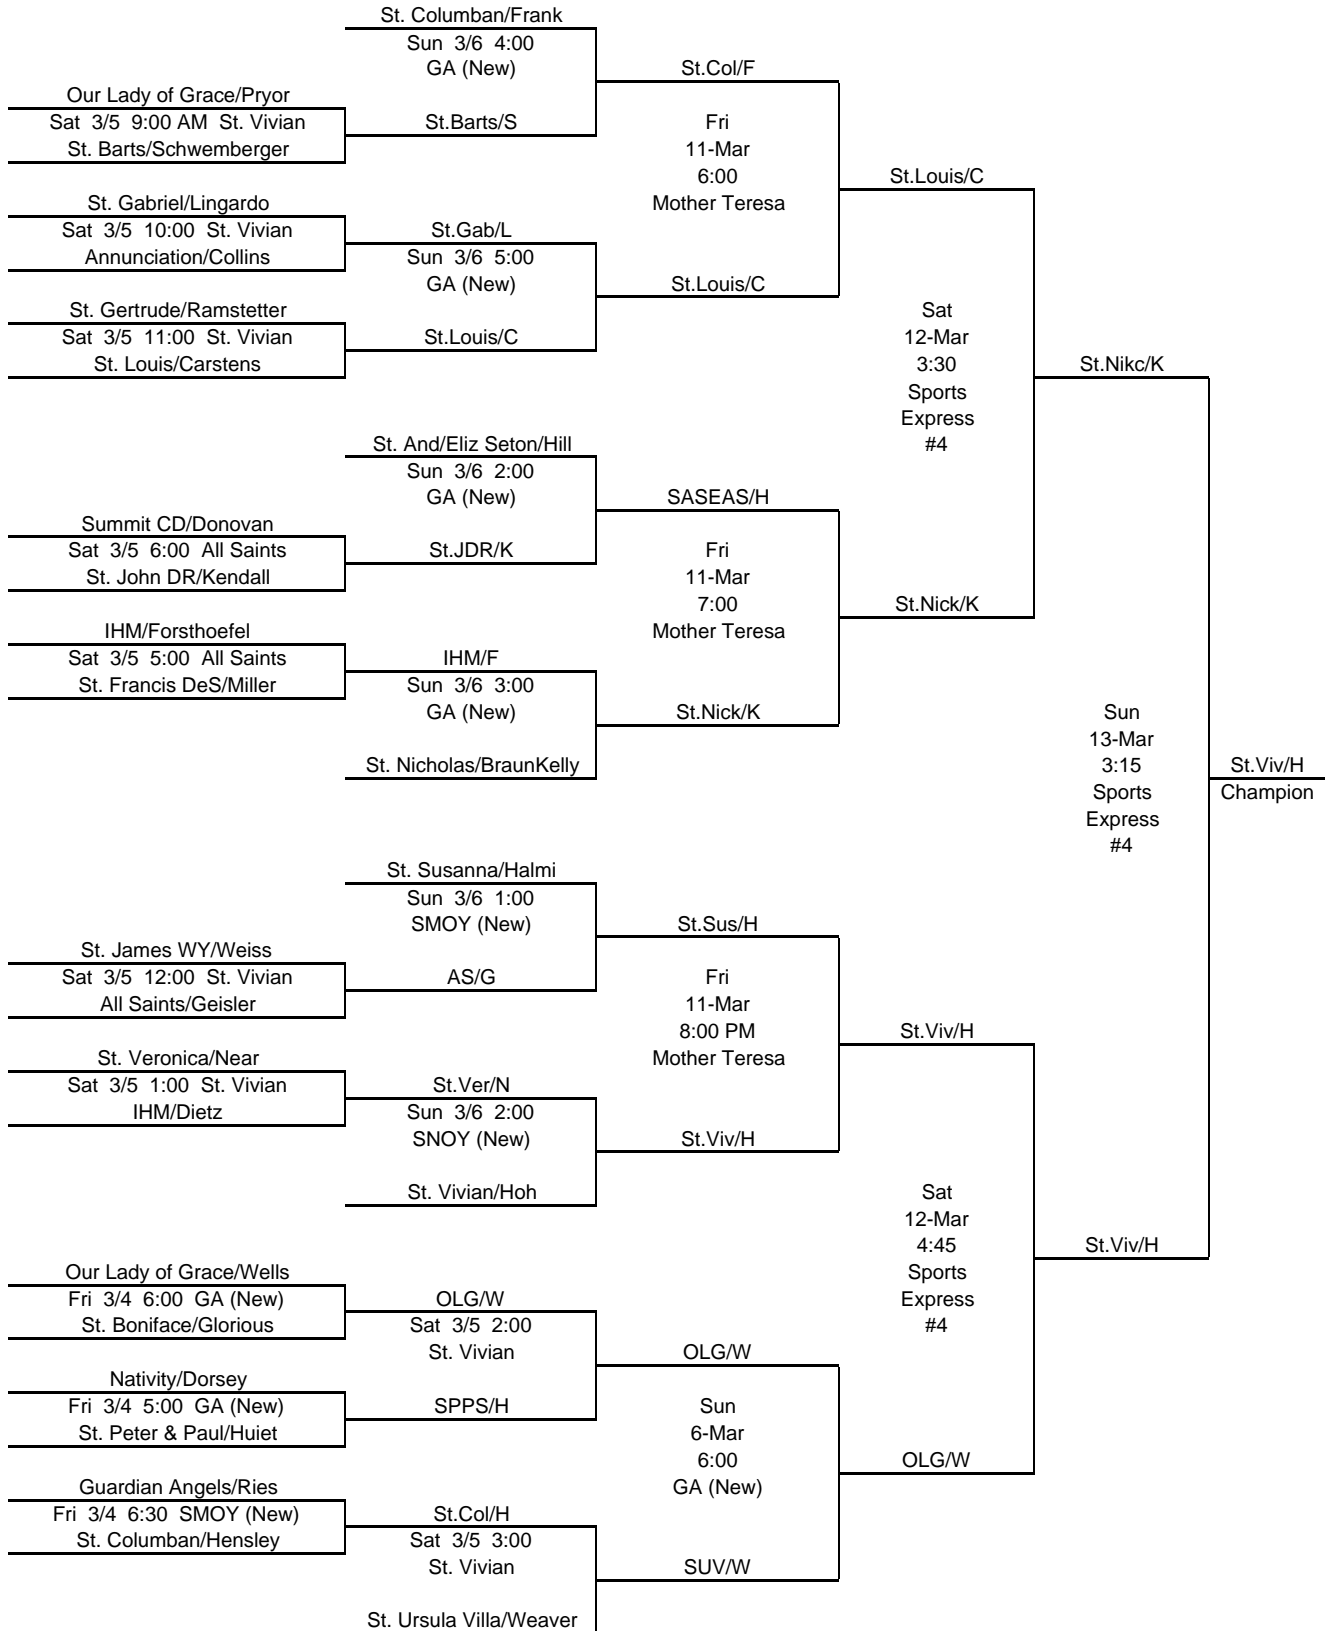 St. Columban/Frank
Sun 3/6 4:00
GA (New)
St.Col/F
Our Lady of Grace/Pryor
Sat 3/5 9:00 AM St. Vivian
St.Barts/S
Fri
St. Barts/Schwemberger
11-Mar
6:00
St.Louis/C
St. Gabriel/Lingardo
Mother Teresa
Sat 3/5 10:00 St. Vivian
St.Gab/L
Annunciation/Collins
Sun 3/6 5:00
GA (New)
St.Louis/C
St. Gertrude/Ramstetter
Sat
Sat 3/5 11:00 St. Vivian
St.Louis/C
12-Mar
St. Louis/Carstens
3:30
St.Nikc/K
Sports
Express
St. And/Eliz Seton/Hill
#4
Sun 3/6 2:00
GA (New)
SASEAS/H
Summit CD/Donovan
Sat 3/5 6:00 All Saints
St.JDR/K
Fri
St. John DR/Kendall
11-Mar
7:00
St.Nick/K
IHM/Forsthoefel
Mother Teresa
Sat 3/5 5:00 All Saints
IHM/F
St. Francis DeS/Miller
Sun 3/6 3:00
GA (New)
St.Nick/K
Sun
13-Mar
St. Nicholas/BraunKelly
3:15
St.Viv/H
Sports
Champion
Express
#4
St. Susanna/Halmi
Sun 3/6 1:00
SMOY (New)
St.Sus/H
St. James WY/Weiss
Sat 3/5 12:00 St. Vivian
AS/G
Fri
All Saints/Geisler
11-Mar
8:00 PM
St.Viv/H
St. Veronica/Near
Mother Teresa
Sat 3/5 1:00 St. Vivian
St.Ver/N
IHM/Dietz
Sun 3/6 2:00
SNOY (New)
St.Viv/H
St. Vivian/Hoh
Sat
12-Mar
4:45
St.Viv/H
Our Lady of Grace/Wells
Sports
Fri 3/4 6:00 GA (New)
OLG/W
Express
St. Boniface/Glorious
Sat 3/5 2:00
#4
St. Vivian
OLG/W
Nativity/Dorsey
Fri 3/4 5:00 GA (New)
SPPS/H
Sun
St. Peter & Paul/Huiet
6-Mar
6:00
OLG/W
Guardian Angels/Ries
GA (New)
Fri 3/4 6:30 SMOY (New)
St.Col/H
St. Columban/Hensley
Sat 3/5 3:00
St. Vivian
SUV/W
St. Ursula Villa/Weaver